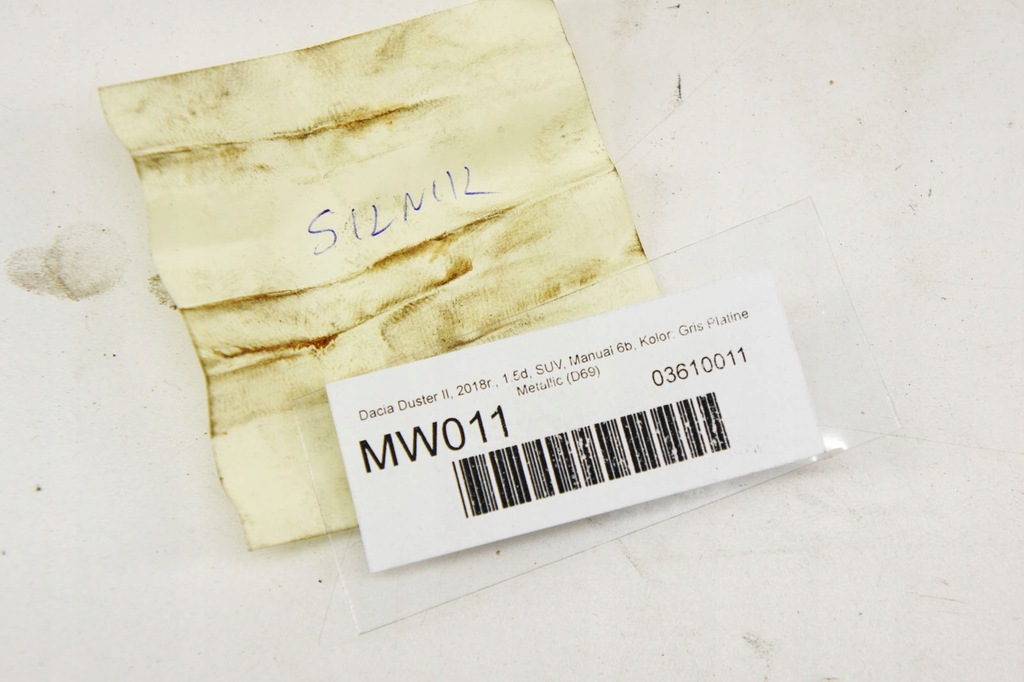 SILNIK
Dacia Duster II, 2018r., 1.5d, SUV, Manual 6b, Kolor: Gris Platine
Metallic (D69)
03610011
MW011